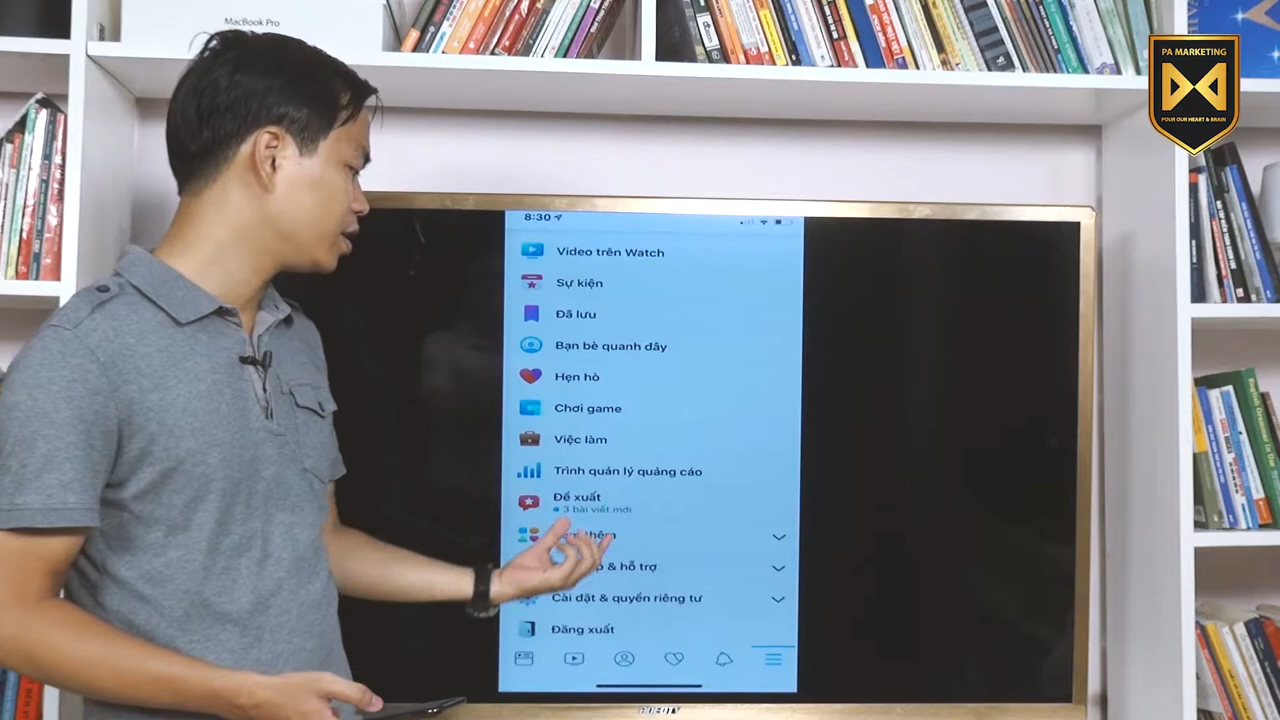 MacBook Pro
PA MARKETING
POUR OUR HEART & BRAIN
8:30
Video trên Watch
Sự kiện
Đã lưu
Bạn bè quanh đây
Hẹn hò
Chơi game
Việc làm
Trình quản lý quảng cáo
Đề xuất
3 bài viết mới
thêm
& hỗ trợ
Cài đặt & quyền riêng tư
Đăng xuất